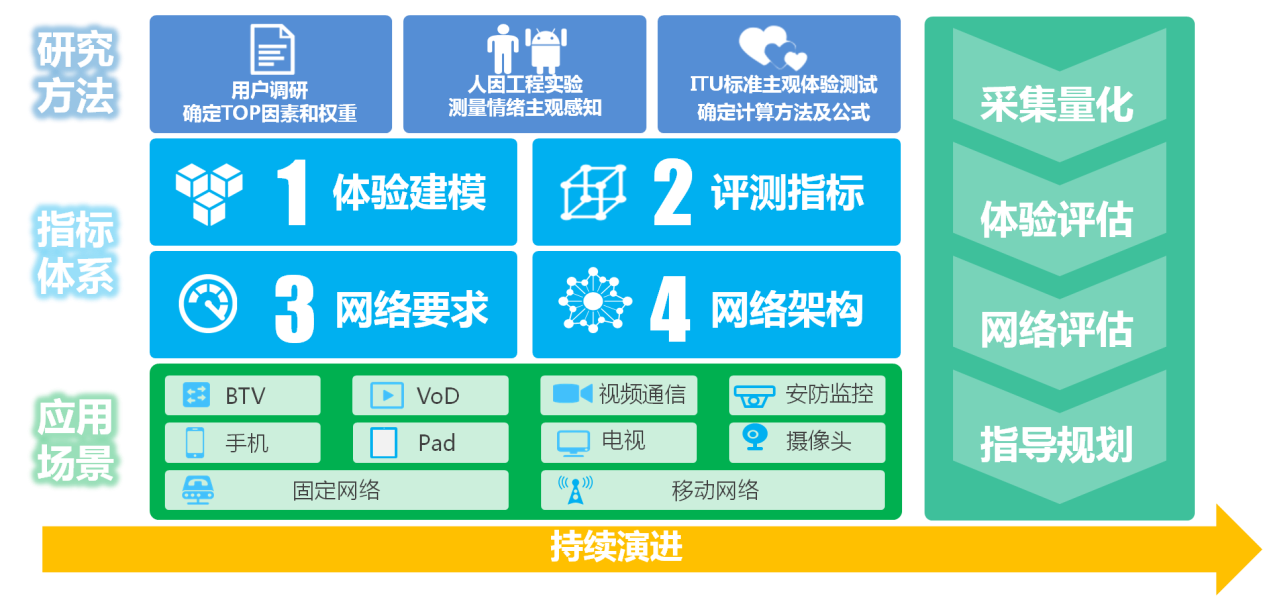 研究
方法
用户调研
确定TOP因素和权重
人因工程实验
测量情绪主观感知
ITU标准主观体验测试
确定计算方法及公式
指标
体系
1 体验建模
2 评测指标
3 网络要求
4 网络架构
应用
场景
BTV
VoD
视频通信
安防监控
手机
Pad
电视
摄像头
固定网络
移动网络
采集量化
体验评估
网络评估
指导规划
持续演进